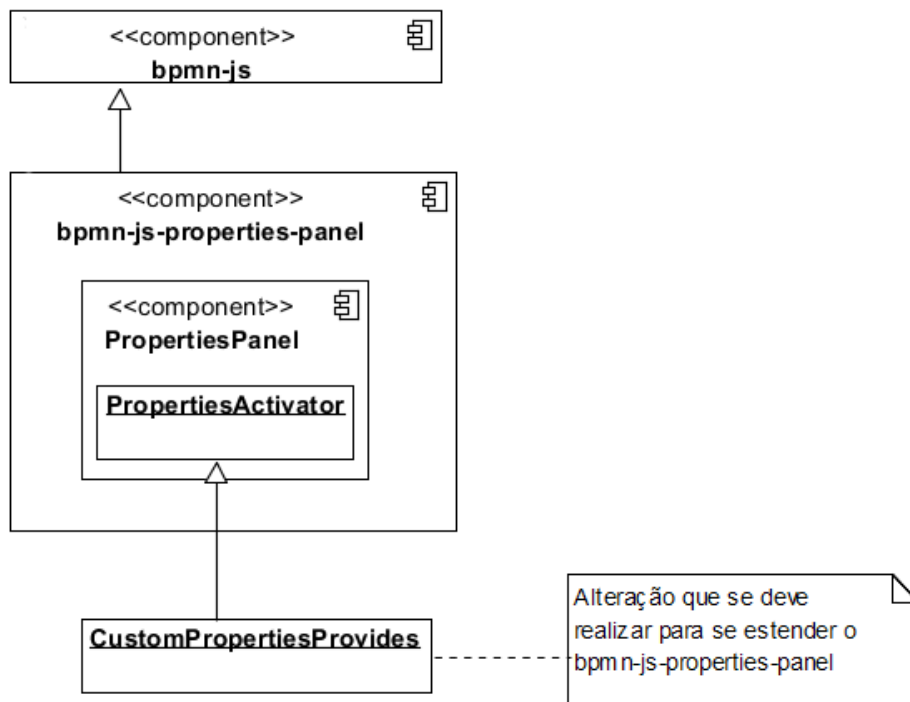 <<component>>
bpmn-js
<<component>>
bpmn-js-properties-panel
<<component>>
PropertiesPanel
PropertiesActivator
CustomPropertiesProvides
Alteração que se deve
realizar para se estender o
bpmn-js-properties-panel